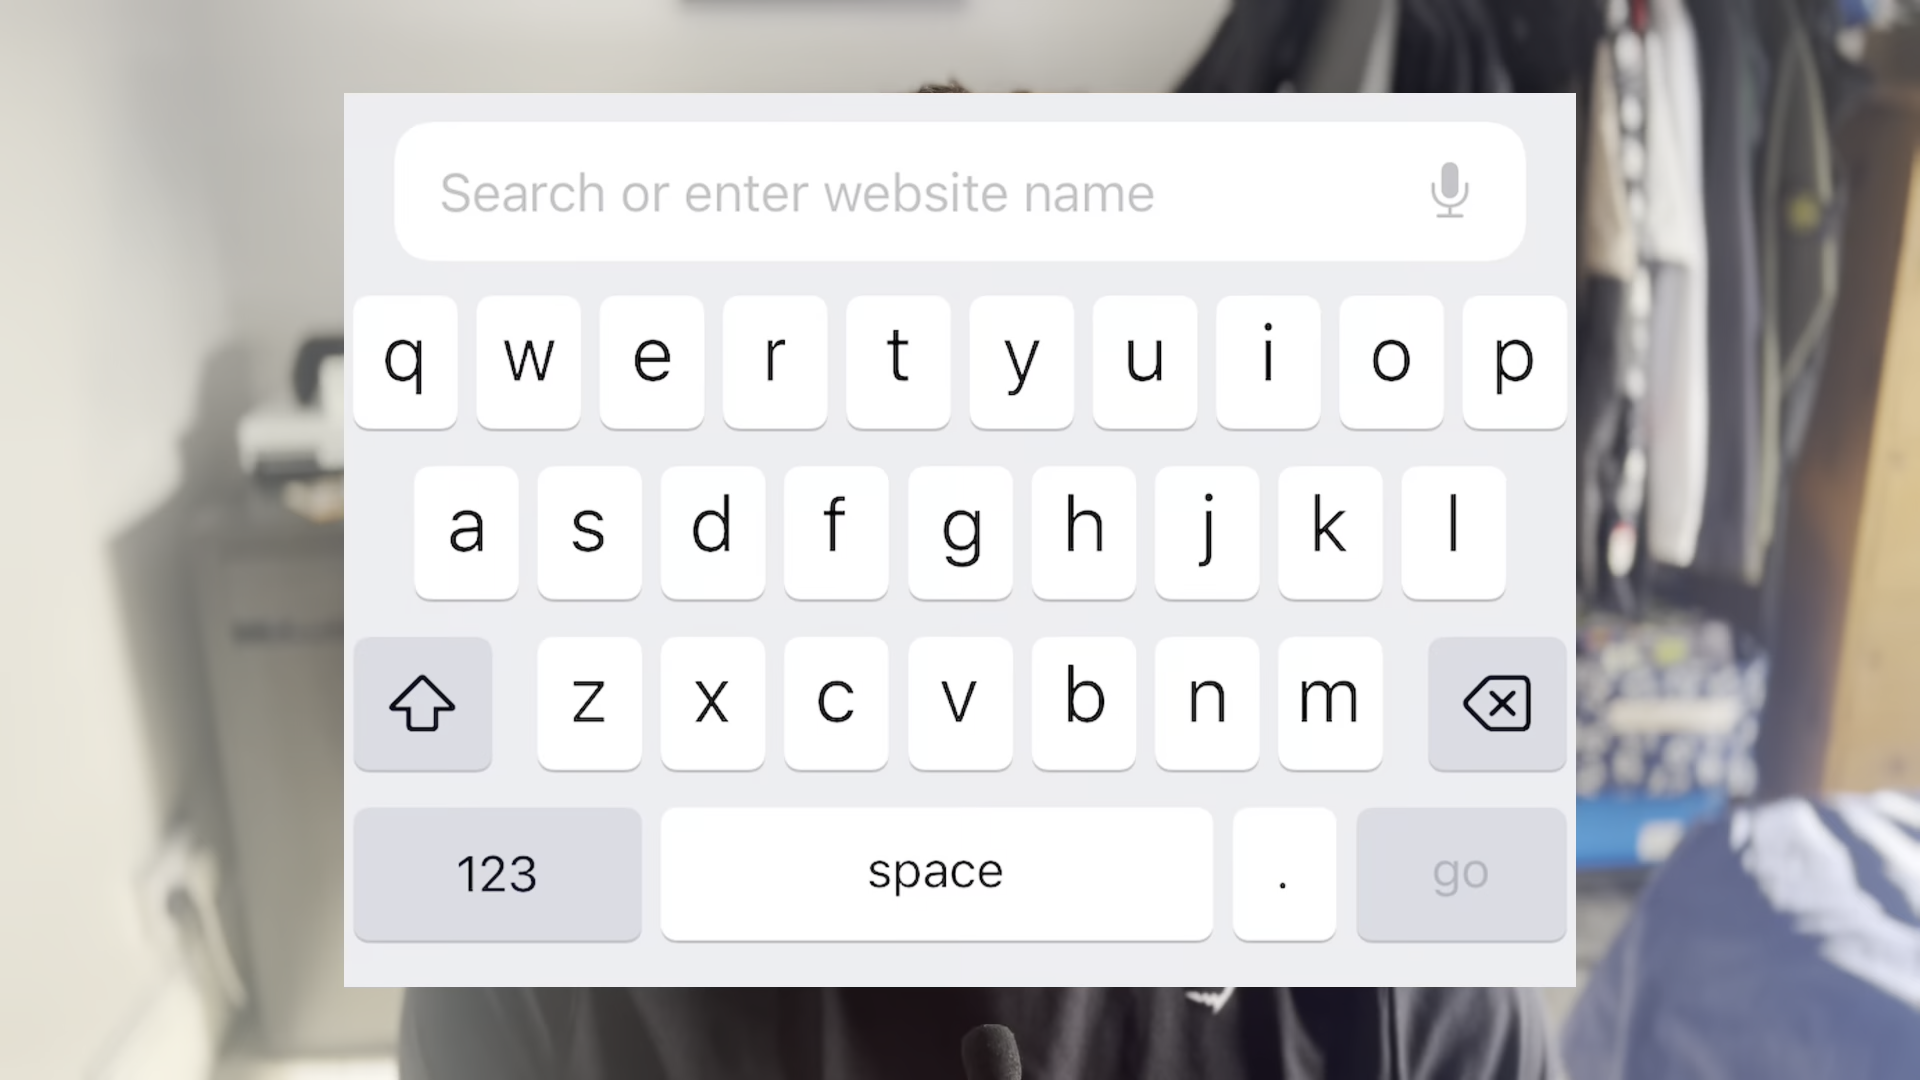 Search or enter website name
q w e r t y u i o p
a s d f g h j k l
z x c v b n m
123 space . go